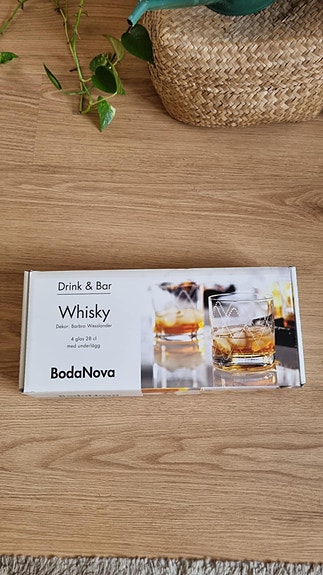 Drink & Bar
Whisky
Dekor: Barbro Wesslander
4 glas 28 cl
med underlägg
BodaNova